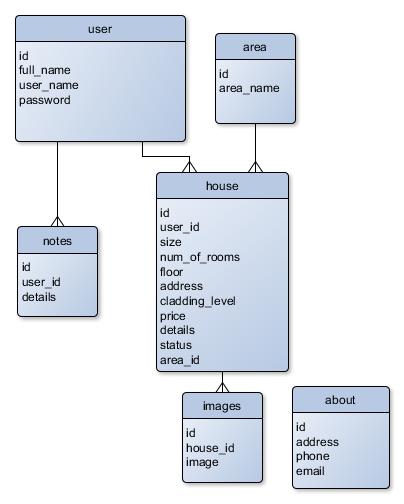 user
id
full_name
user_name
password
area
id
area_name
house
id
user_id
size
num_of_rooms
floor
address
cladding_level
price
details
status
area_id
notes
id
user_id
details
images
id
house_id
image
about
id
address
phone
email